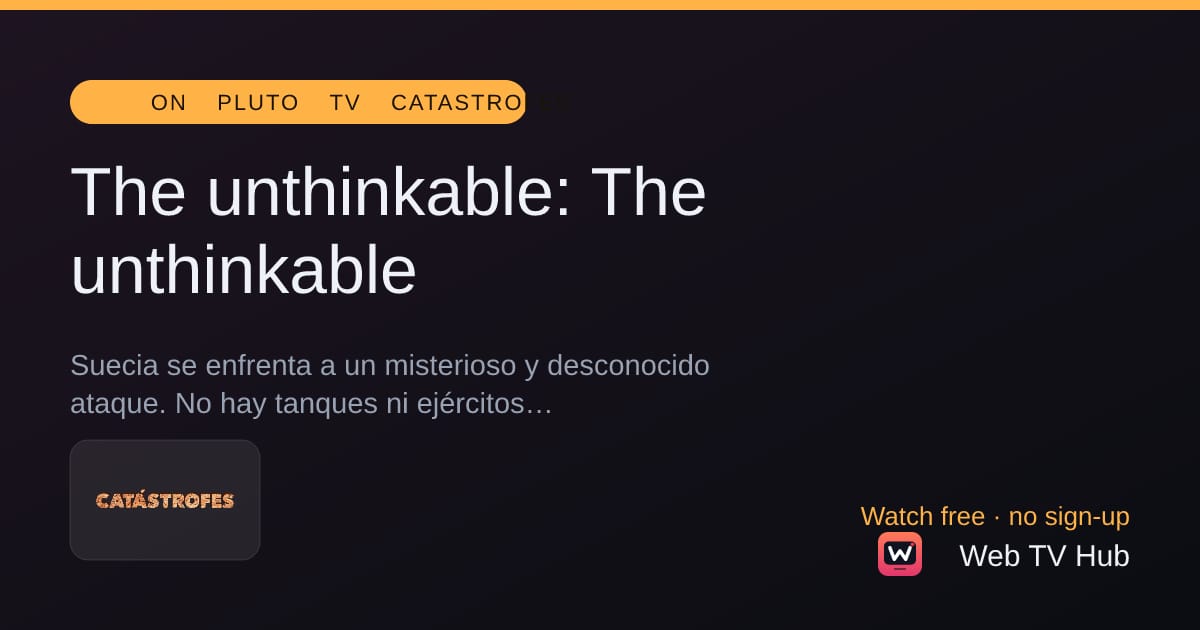 ON PLUTO TV CATASTROFES
The unthinkable: The
unthinkable
Suecia se enfrenta a un misterioso y desconocido
ataque. No hay tanques ni ejércitos…
CATÁSTROFES
Watch free · no sign-up
W
Web TV Hub